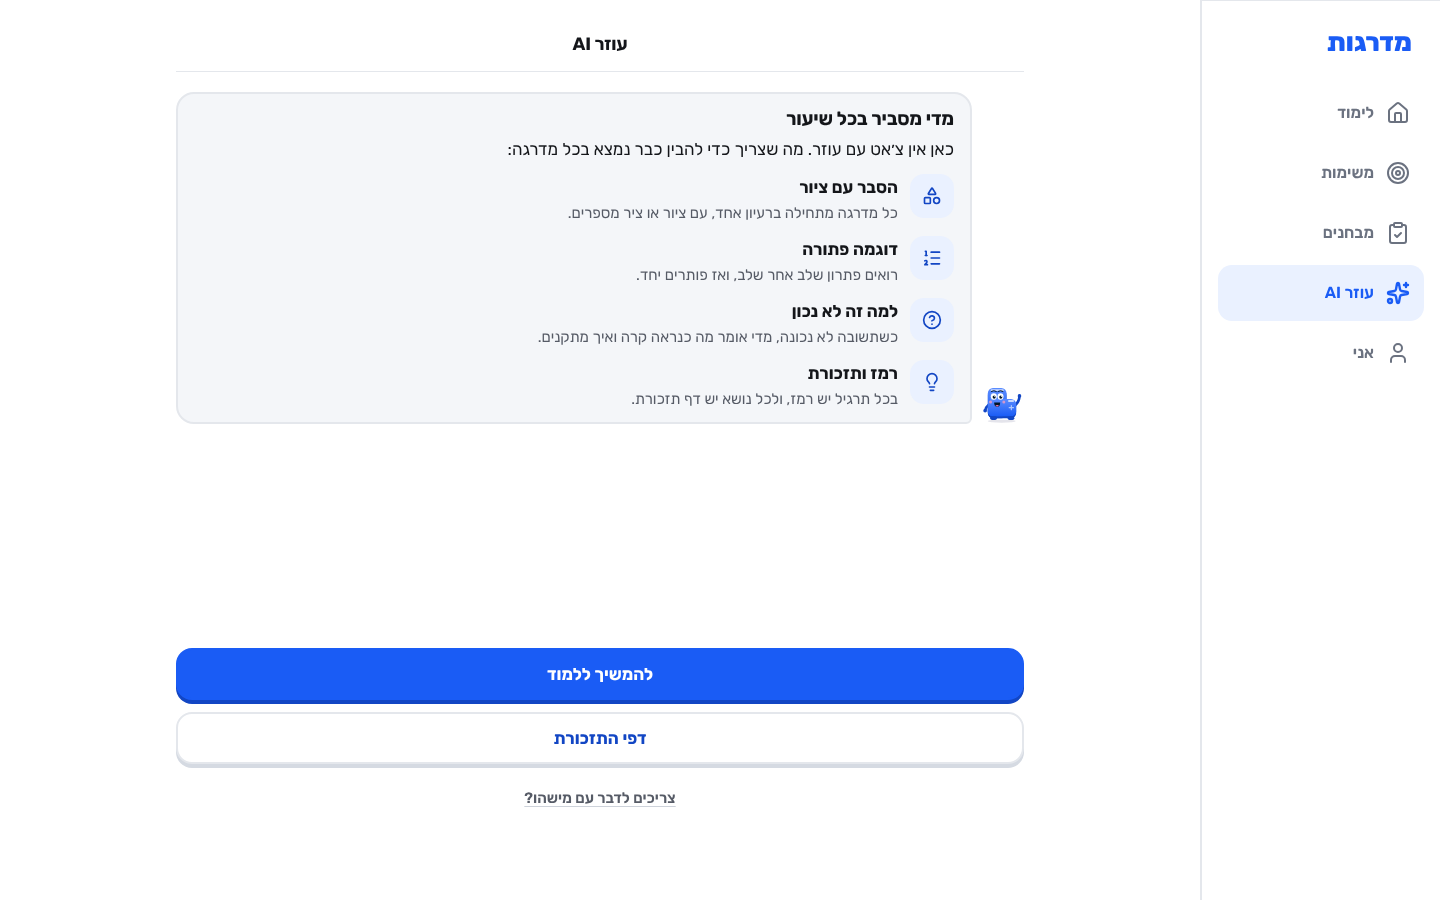 מדרגות
לימוד
משימות
מבחנים
עוזר AI
אני
עוזר AI
מדי מסביר בכל שיעור
כאן אין צ׳אט עם עוזר. מה שצריך כדי להבין כבר נמצא בכל מדרגה:
הסבר עם ציור
כל מדרגה מתחילה ברעיון אחד, עם ציור או ציר מספרים.
דוגמה פתורה
רואים פתרון שלב אחר שלב, ואז פותרים יחד.
למה זה לא נכון
כשתשובה לא נכונה, מדי אומר מה כנראה קרה ואיך מתקנים.
רמז ותזכורת
בכל תרגיל יש רמז, ולכל נושא יש דף תזכורת.
להמשיך ללמוד
דפי התזכורת
צריכים לדבר עם מישהו?